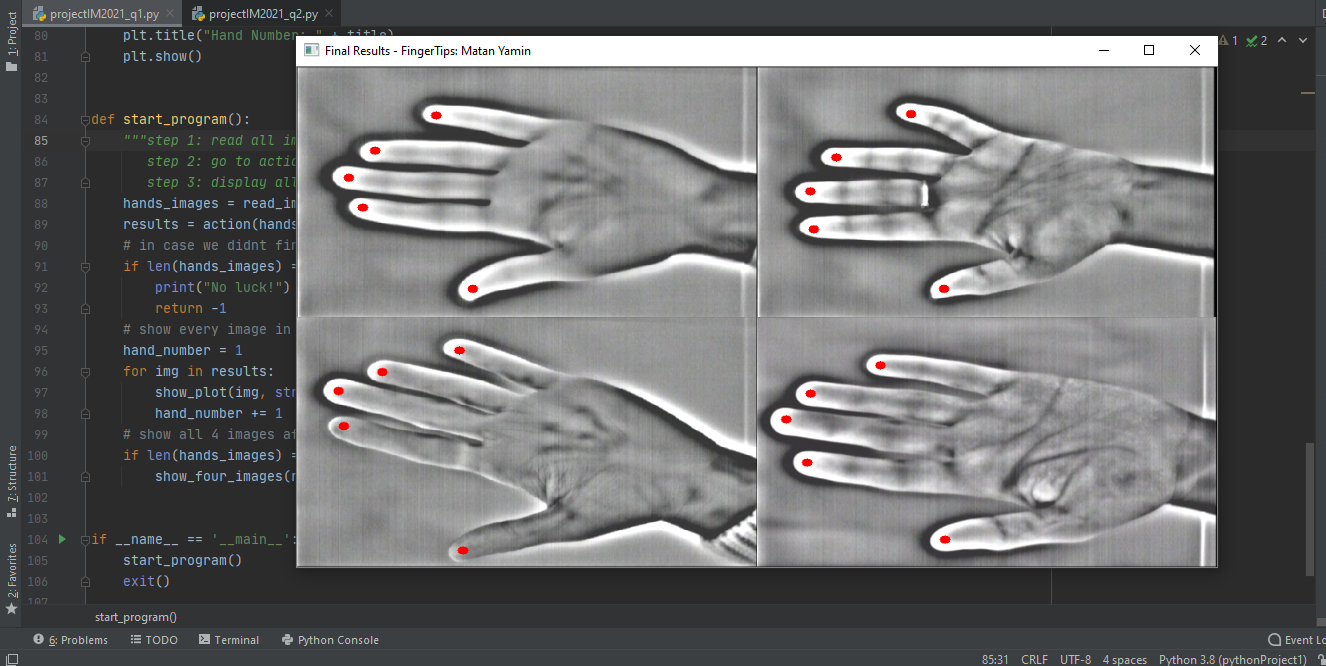 projectIM2021_q1.py
projectIM2021_q2.py
1: Project
80 plt.title("Hand Number: " + title)
Final Results - FingerTips: Matan Yamin
1 2
81 plt.show()
82
83
84 def start_program():
85 """step 1: read all im
86 step 2: go to actio
87 step 3: display all
88 hands_images = read_im
89 results = action(hands
90 # in case we didnt fin
91 if len(hands_images) =
92 print("No luck!")
93 return -1
94 # show every image in
95 hand_number = 1
96 for img in results:
97 show_plot(img, str
98 hand_number += 1
99 # show all 4 images af
100 if len(hands_images) =
101 show_four_images(r
102
103
104 if __name__ == '__main__':
105 start_program()
106 exit()
107
7: Structure
2: Favorites
start_program()
6: Problems TODO Terminal Python Console Event Lo
85:31 CRLF UTF-8 4 spaces Python 3.8 (pythonProject1)